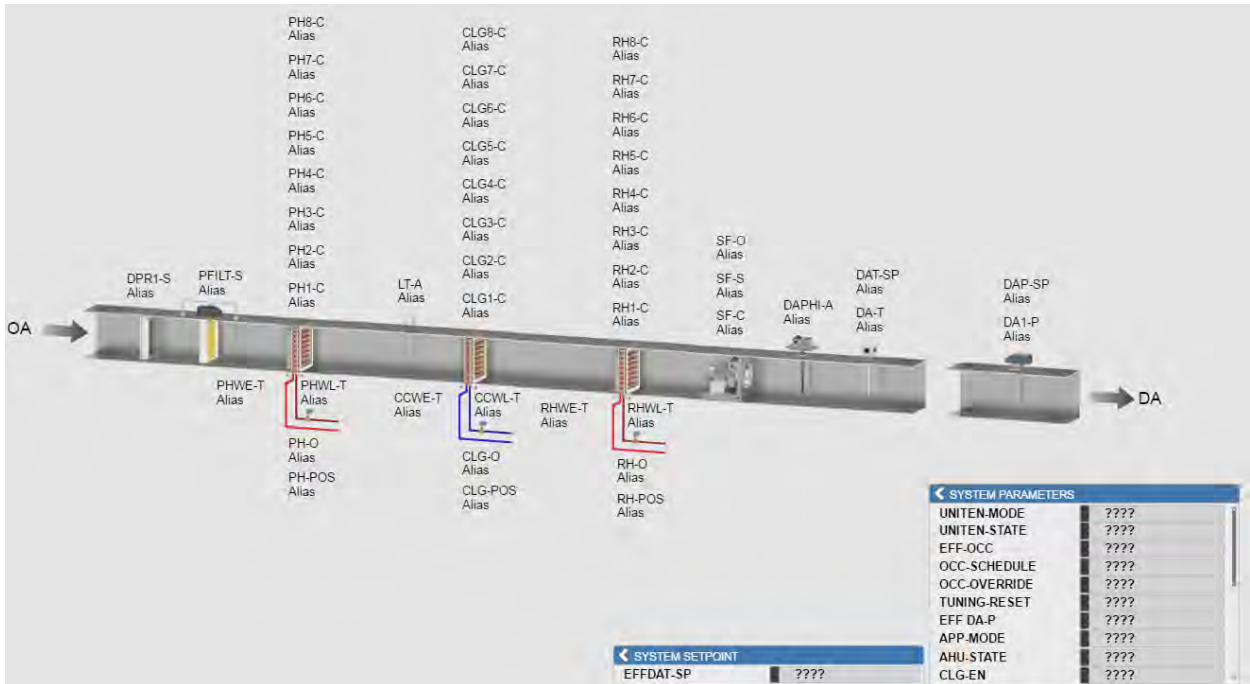 PH8-C
Alias
PH7-C
Alias
PH6-C
Alias
PH5-C
Alias
PH4-C
Alias
PH3-C
Alias
PH2-C
Alias
PH1-C
Alias
CLG8-C
Alias
CLG7-C
Alias
CLG6-C
Alias
CLG5-C
Alias
CLG4-C
Alias
CLG3-C
Alias
CLG2-C
Alias
CLG1-C
Alias
RH8-C
Alias
RH7-C
Alias
RH6-C
Alias
RH5-C
Alias
RH4-C
Alias
RH3-C
Alias
RH2-C
Alias
RH1-C
Alias
DPR1-S
Alias
PFILT-S
Alias
LT-A
Alias
SF-O
Alias
SF-S
Alias
SF-C
Alias
DAPHI-A
Alias
DAT-SP
Alias
DA-T
Alias
DAP-SP
Alias
DA1-P
Alias
OA
DA
PHWE-T
Alias
PHWL-T
Alias
CCWE-T
Alias
CCWL-T
Alias
RHWE-T
Alias
RHWL-T
Alias
PH-O
Alias
PH-POS
Alias
CLG-O
Alias
CLG-POS
Alias
RH-O
Alias
RH-POS
Alias
SYSTEM PARAMETERS
UNITEN-MODE ????
UNITEN-STATE ????
EFF-OCC ????
OCC-SCHEDULE ????
OCC-OVERRIDE ????
TUNING-RESET ????
EFF DA-P ????
APP-MODE ????
AHU-STATE ????
CLG-EN ????
SYSTEM SETPOINT
EFFDAT-SP ????